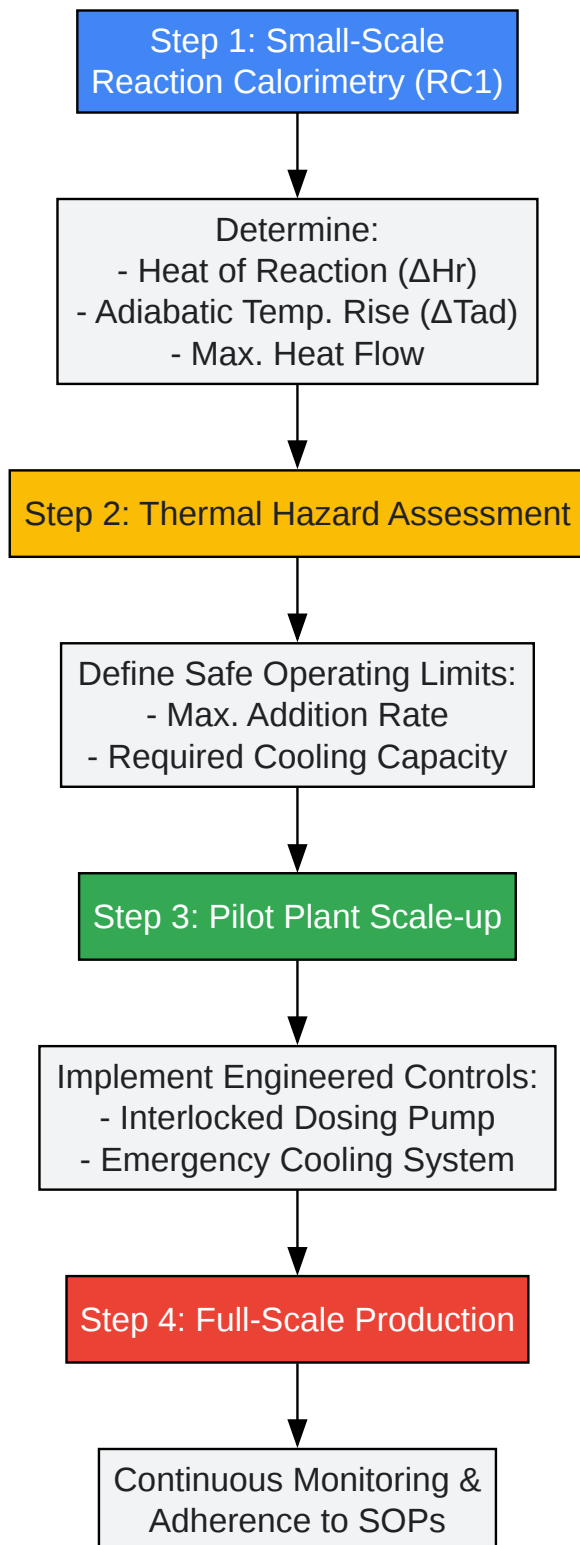 Step 1: Small-Scale
Reaction Calorimetry (RC1)
Determine:
- Heat of Reaction (ΔHr)
- Adiabatic Temp. Rise (ΔTad)
- Max. Heat Flow
Step 2: Thermal Hazard Assessment
Define Safe Operating Limits:
- Max. Addition Rate
- Required Cooling Capacity
Step 3: Pilot Plant Scale-up
Implement Engineered Controls:
- Interlocked Dosing Pump
- Emergency Cooling System
Step 4: Full-Scale Production
Continuous Monitoring &
Adherence to SOPs